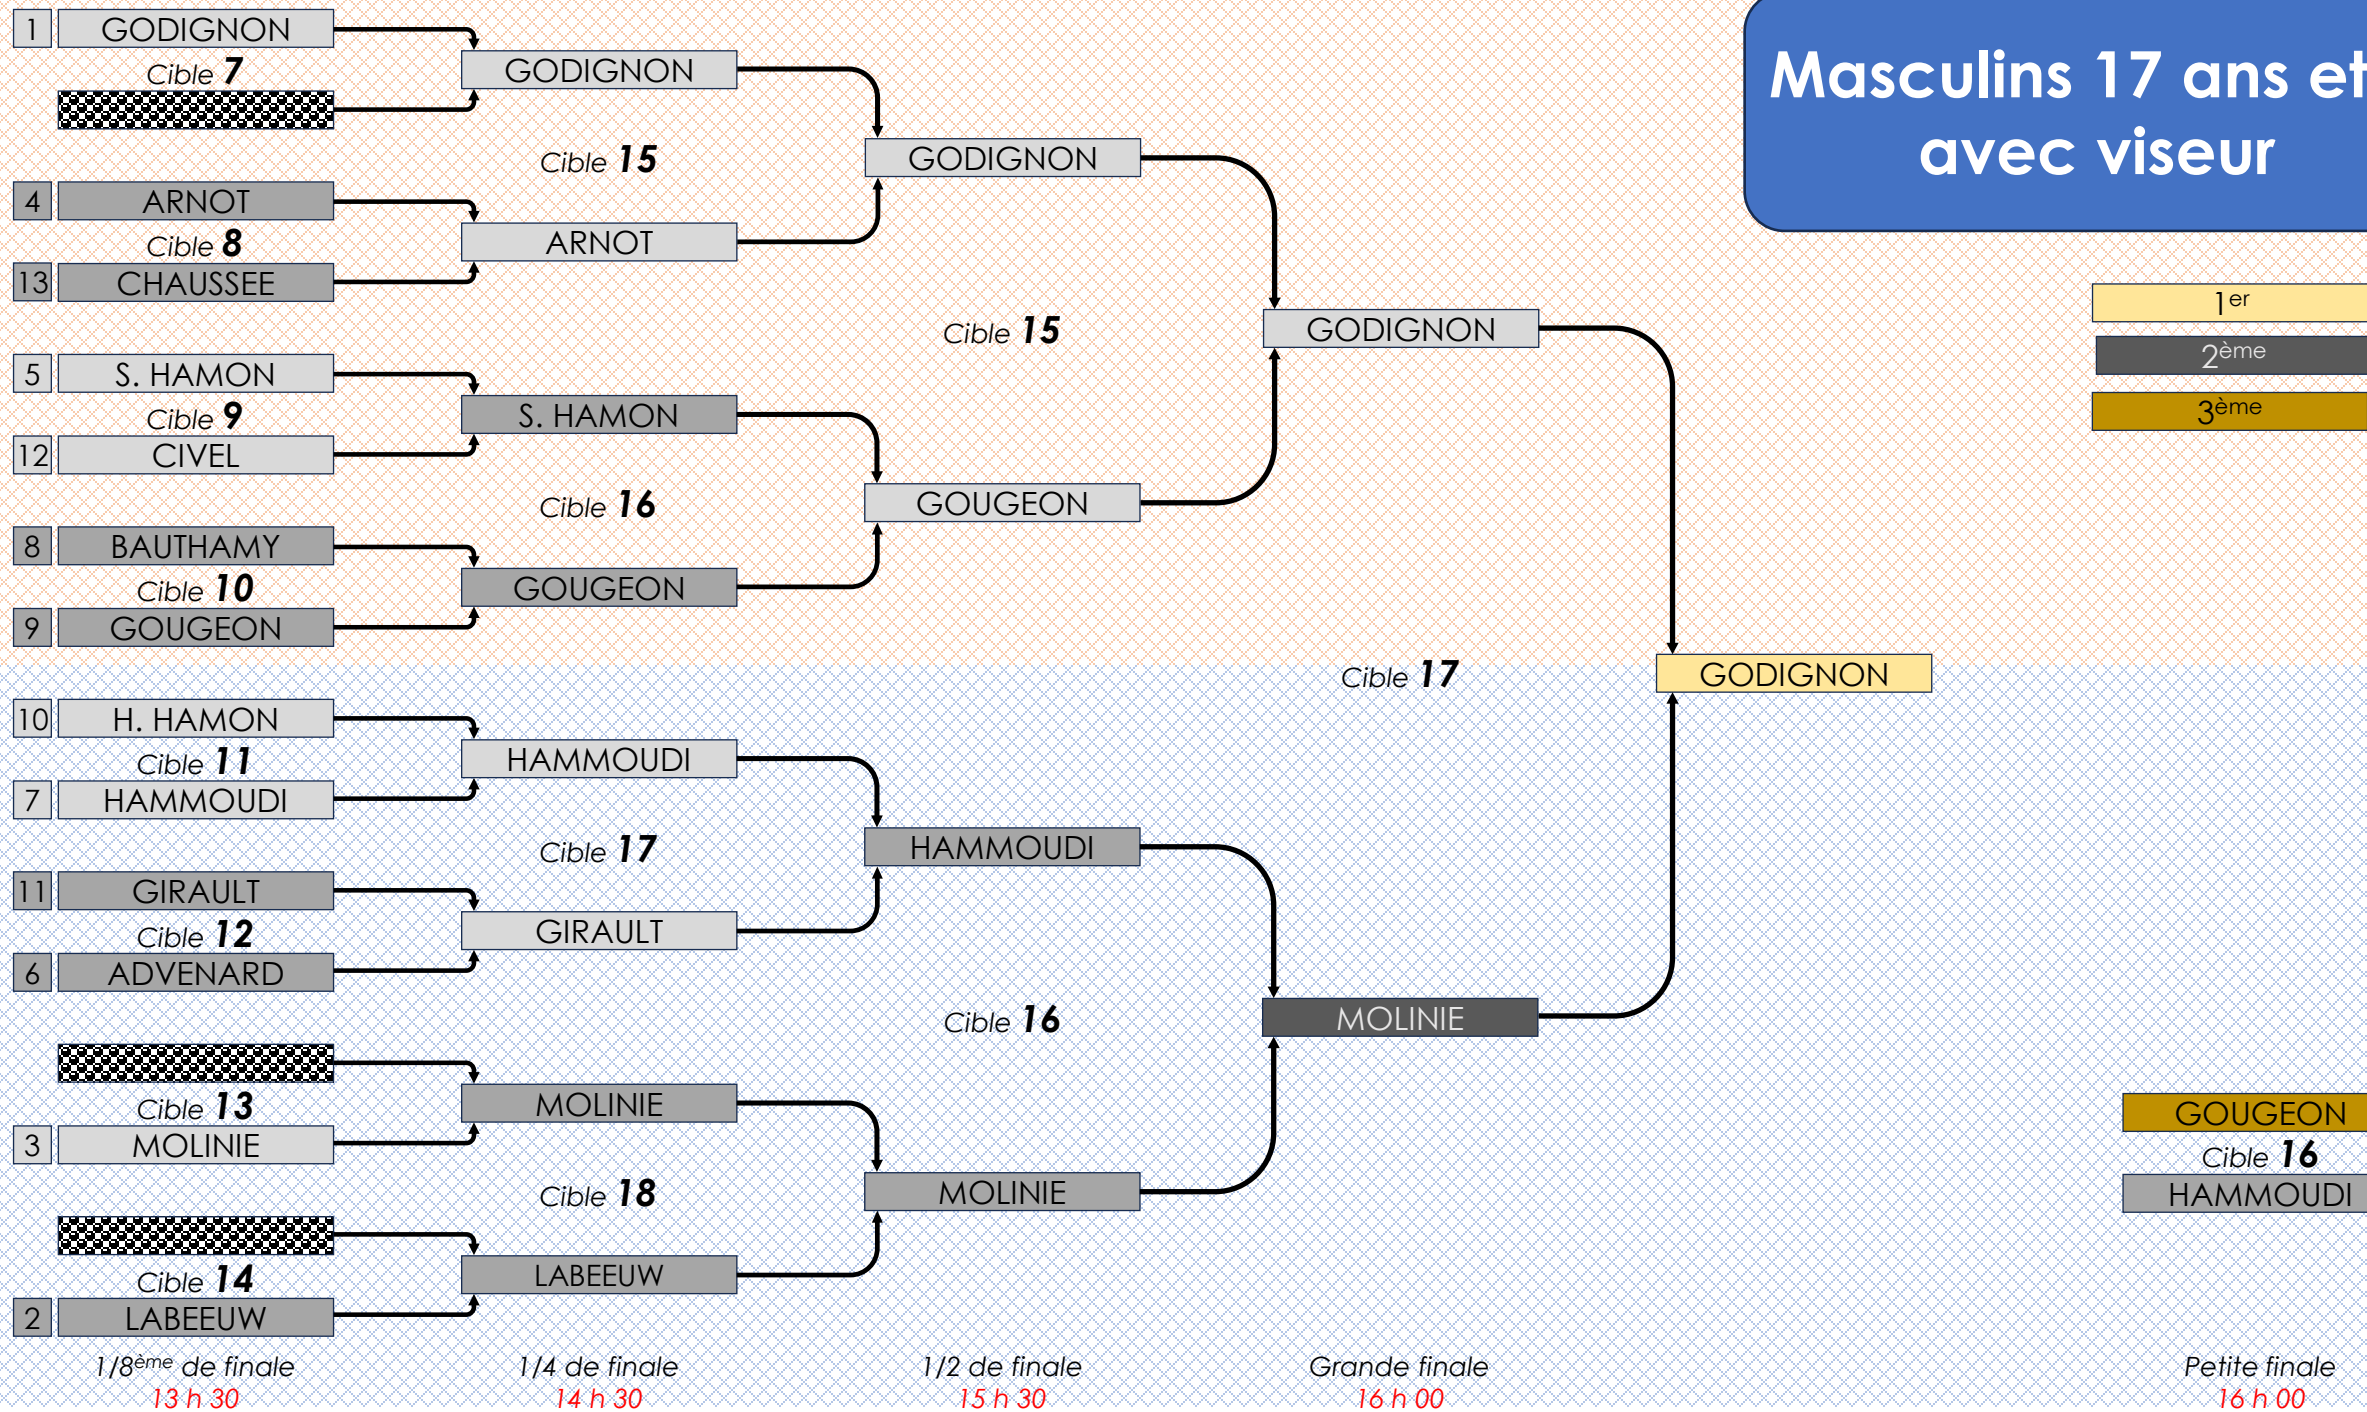 Masculins 17 ans et
avec viseur
1er
2ème
3ème
1 GODIGNON
Cible 7
4 ARNOT
Cible 8
13 CHAUSSEE
5 S. HAMON
Cible 9
12 CIVEL
8 BAUTHAMY
Cible 10
9 GOUGEON
10 H. HAMON
Cible 11
7 HAMMOUDI
11 GIRAULT
Cible 12
6 ADVENARD
Cible 13
3 MOLINIE
Cible 14
2 LABEEUW
1/8ème de finale
13 h 30
GODIGNON
Cible 15
ARNOT
S. HAMON
Cible 16
GOUGEON
HAMMOUDI
Cible 17
GIRAULT
MOLINIE
Cible 18
LABEEUW
1/4 de finale
14 h 30
GODIGNON
Cible 15
GOUGEON
HAMMOUDI
Cible 16
MOLINIE
1/2 de finale
15 h 30
GODIGNON
Cible 17
MOLINIE
Grande finale
16 h 00
GODIGNON
GOUGEON
Cible 16
HAMMOUDI
Petite finale
16 h 00